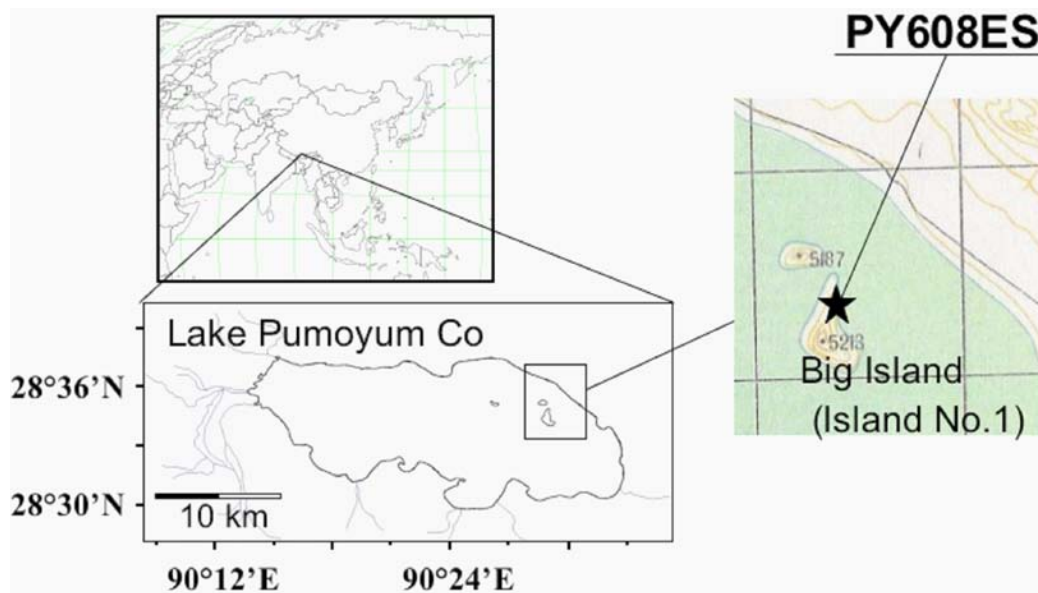 PY608ES
5187
5213
Big Island
(Island No.1)
Lake Pumoyum Co
28°36’N
28°30’N
10 km
90°12’E
90°24’E